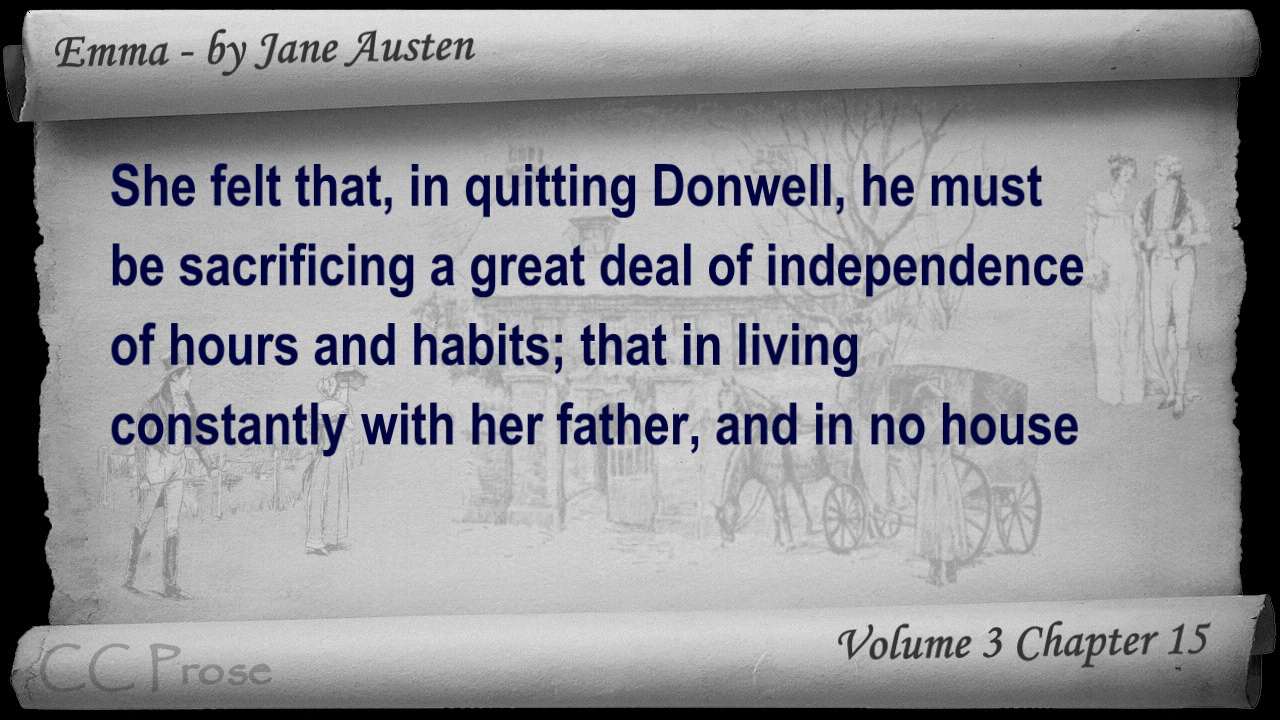 Emma - by Jane Austen
She felt that, in quitting Donwell, he must
be sacrificing a great deal of independence
of hours and habits; that in living
constantly with her father, and in no house
Volume 3 Chapter 15
CC Prose